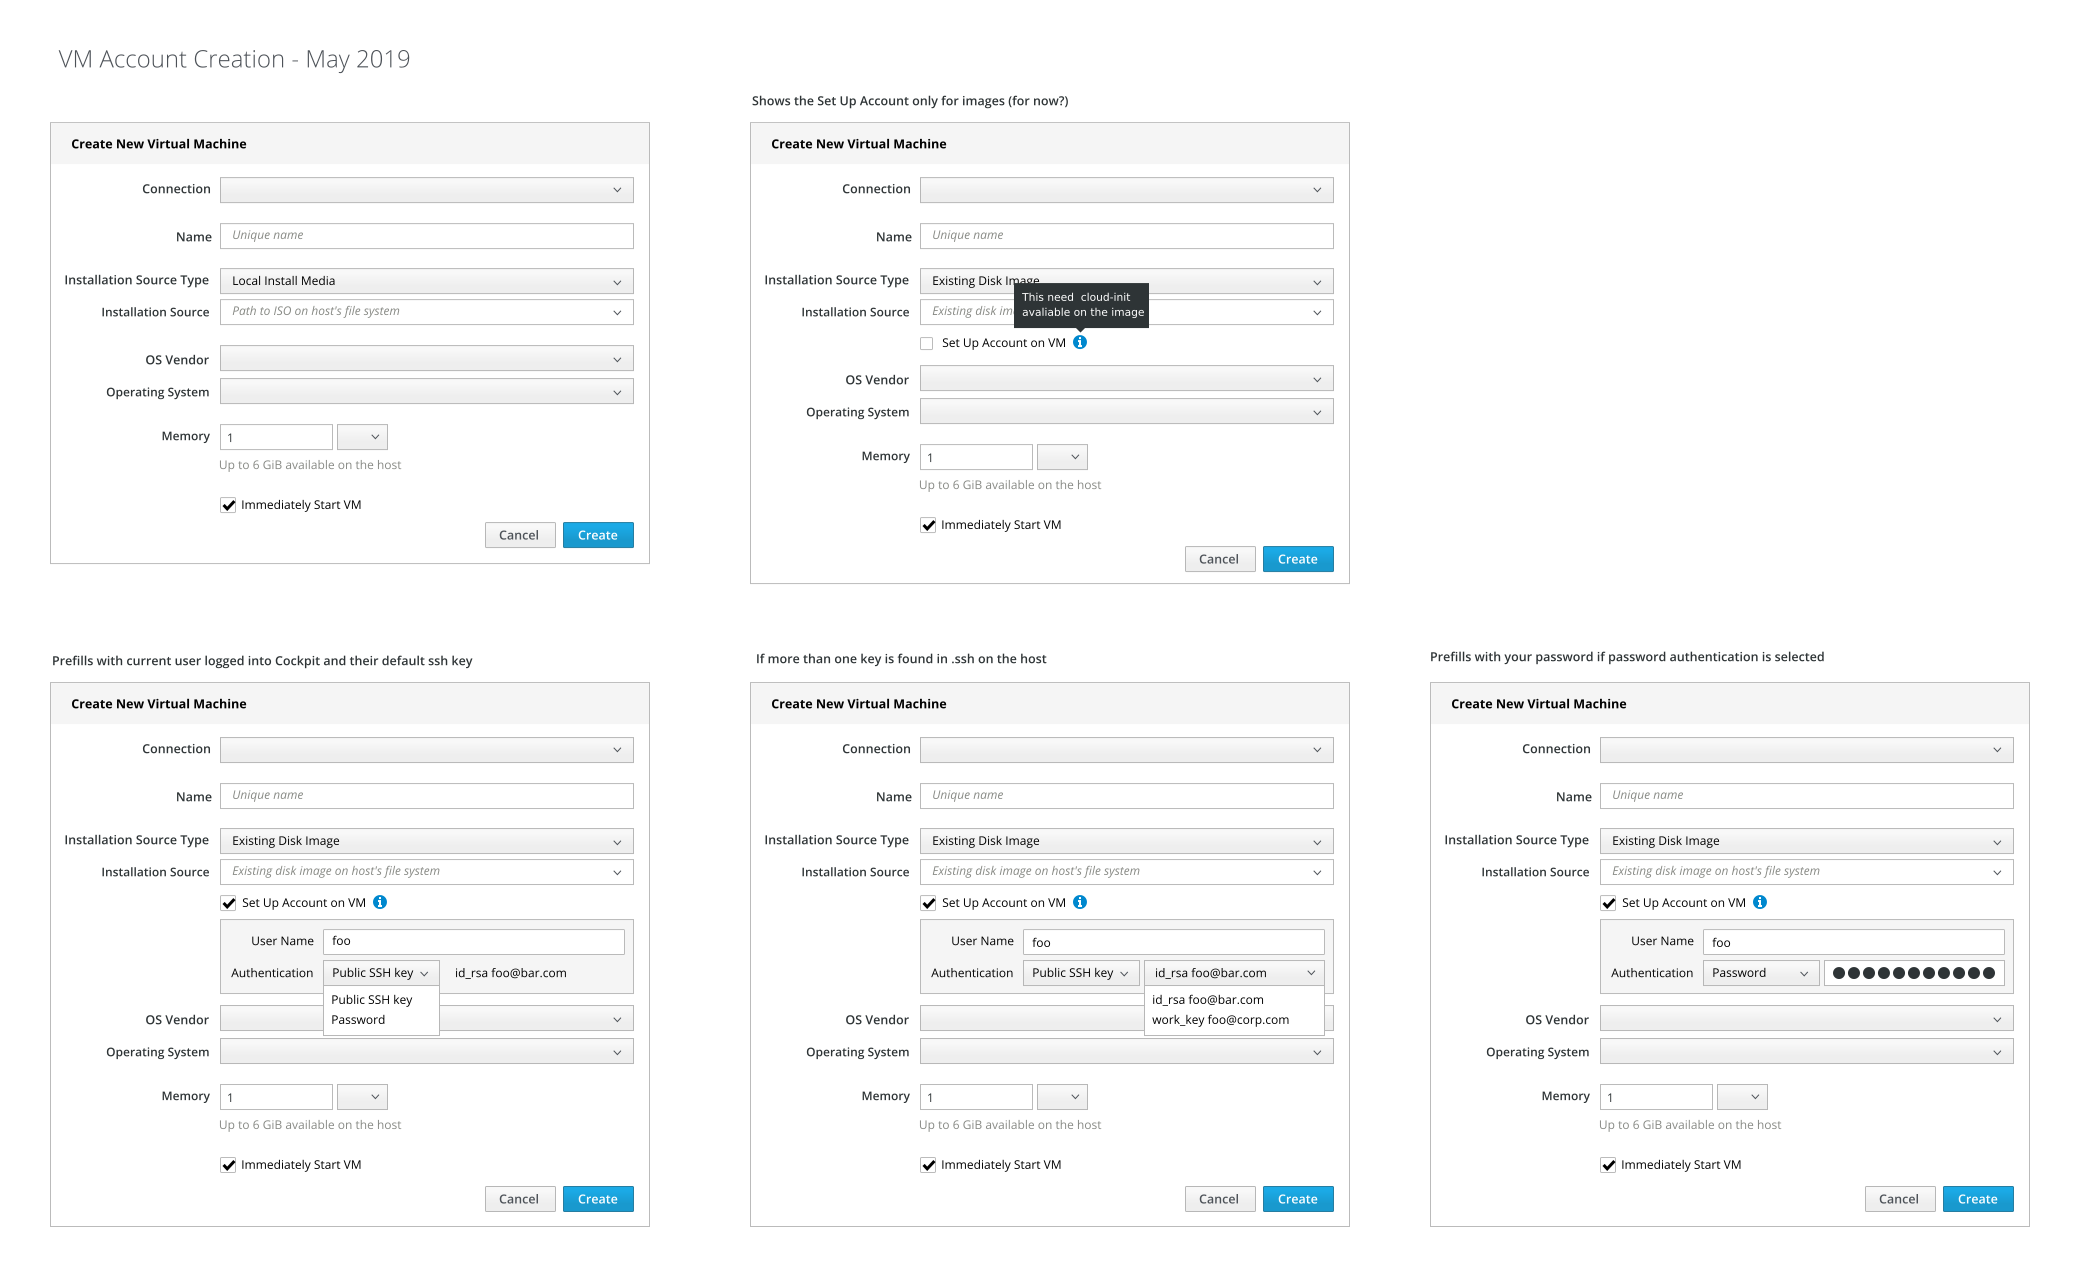 VM Account Creation - May 2019
Create New Virtual Machine
Connection
Name Unique name
Installation Source Type Local Install Media
Installation Source Path to ISO on host's file system
OS Vendor
Operating System
Memory 1
Up to 6 GiB available on the host
Immediately Start VM
Cancel Create
Shows the Set Up Account only for images (for now?)
Create New Virtual Machine
Connection
Name Unique name
Installation Source Type Existing Disk Image
This need cloud-init
avaliable on the image
Installation Source Existing disk
Set Up Account on VM
OS Vendor
Operating System
Memory 1
Up to 6 GiB available on the host
Immediately Start VM
Cancel Create
Prefills with current user logged into Cockpit and their default ssh key
Create New Virtual Machine
Connection
Name Unique name
Installation Source Type Existing Disk Image
Installation Source Existing disk image on host's file system
Set Up Account on VM
User Name foo
Authentication Public SSH key id_rsa foo@bar.com
Public SSH key
Password
OS Vendor
Operating System
Memory 1
Up to 6 GiB available on the host
Immediately Start VM
Cancel Create
If more than one key is found in .ssh on the host
Create New Virtual Machine
Connection
Name Unique name
Installation Source Type Existing Disk Image
Installation Source Existing disk image on host's file system
Set Up Account on VM
User Name foo
Authentication Public SSH key id_rsa foo@bar.com
id_rsa foo@bar.com
work_key foo@corp.com
OS Vendor
Operating System
Memory 1
Up to 6 GiB available on the host
Immediately Start VM
Cancel Create
Prefills with your password if password authentication is selected
Create New Virtual Machine
Connection
Name Unique name
Installation Source Type Existing Disk Image
Installation Source Existing disk image on host's file system
Set Up Account on VM
User Name foo
Authentication Password
OS Vendor
Operating System
Memory 1
Up to 6 GiB available on the host
Immediately Start VM
Cancel Create